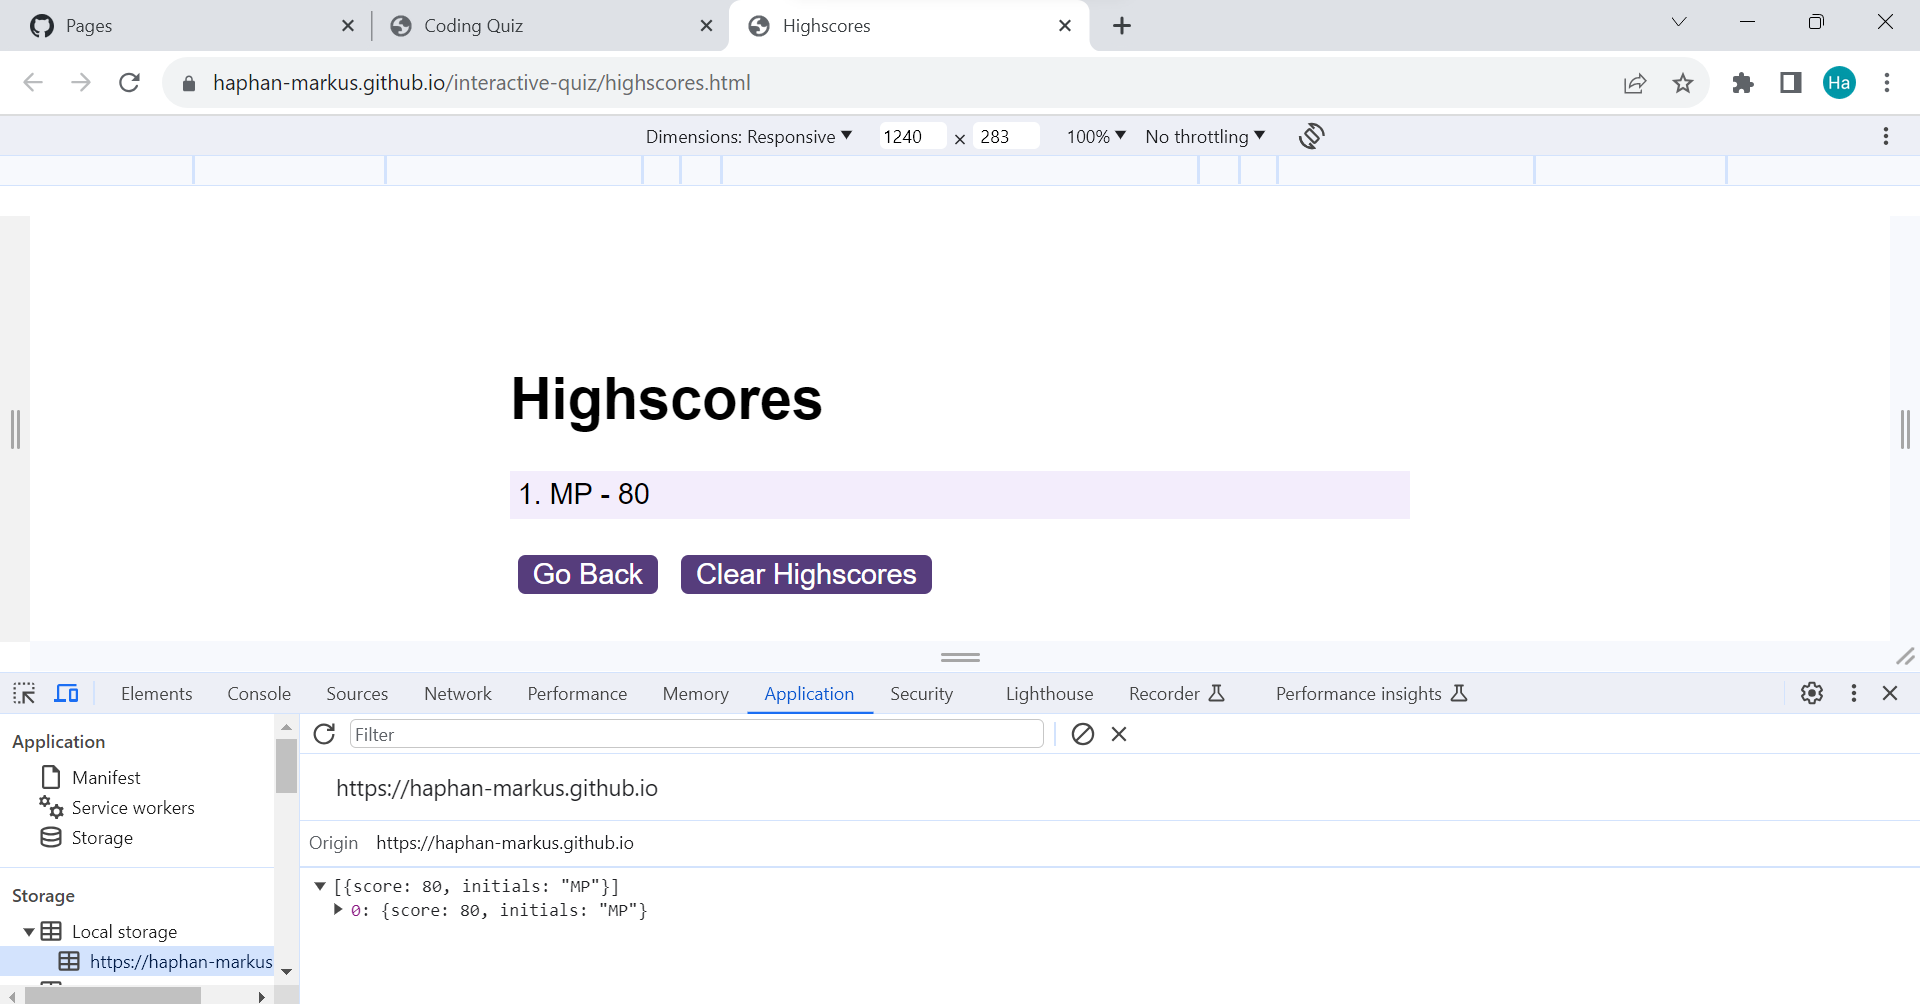 Pages
Coding Quiz
Highscores
haphan-markus.github.io/interactive-quiz/highscores.html
Ha
Dimensions: Responsive 1240 × 283 100% No throttling
Highscores
1. MP - 80
Go Back Clear Highscores
Elements Console Sources Network Performance Memory Application Security Lighthouse Recorder Performance insights
Application
Manifest
Service workers
Storage
Storage
Local storage
https://haphan-markus
Filter
https://haphan-markus.github.io
Origin https://haphan-markus.github.io
[{score: 80, initials: "MP"}]
0: {score: 80, initials: "MP"}